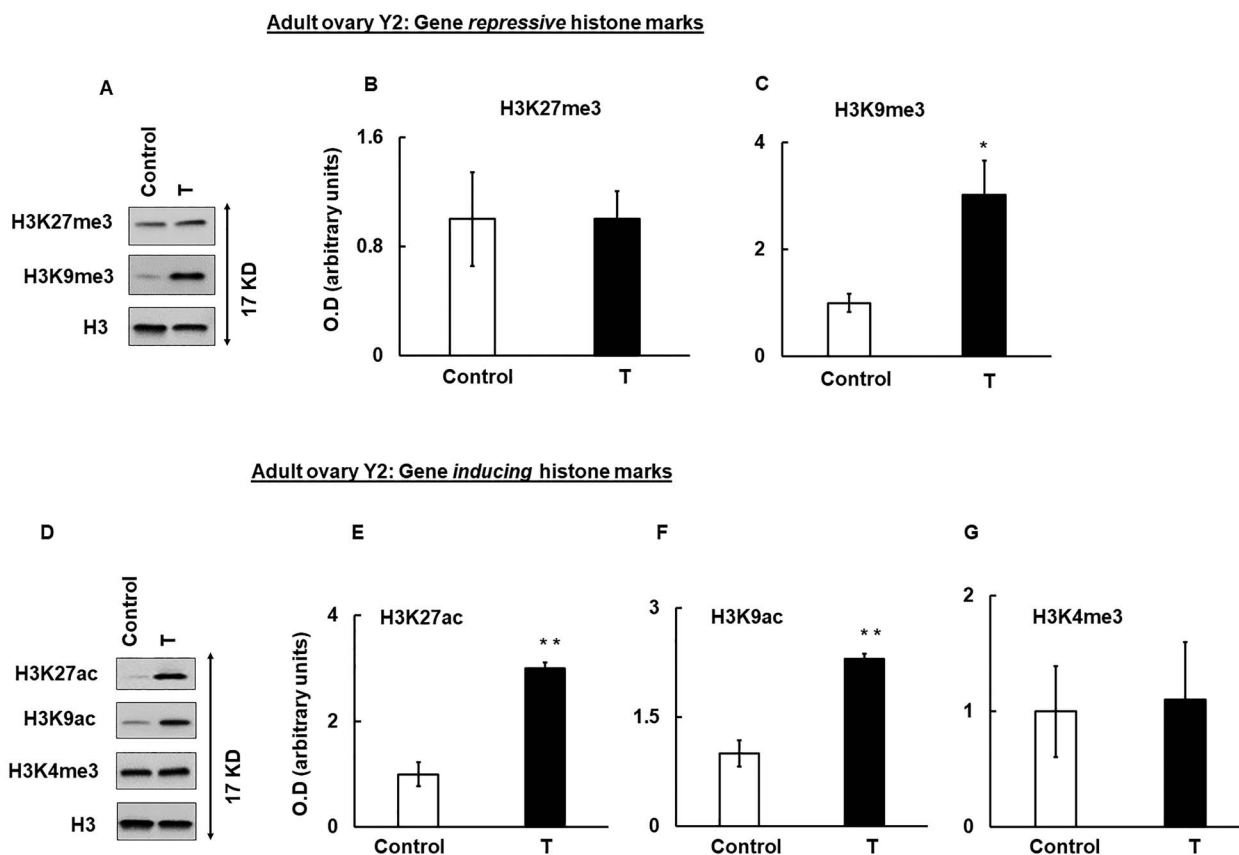 Adult ovary Y2: Gene repressive histone marks
A
Control
T
H3K27me3
H3K9me3
H3
17 KD
B
H3K27me3
O.D (arbitrary units)
1.6
0.8
0
Control
T
C
H3K9me3
4
2
0
*
Control
T
Adult ovary Y2: Gene inducing histone marks
D
Control
T
H3K27ac
H3K9ac
H3K4me3
H3
17 KD
E
H3K27ac
O.D (arbitrary units)
4
2
0
**
Control
T
F
H3K9ac
3
1.5
0
**
Control
T
G
H3K4me3
2
1
0
Control
T